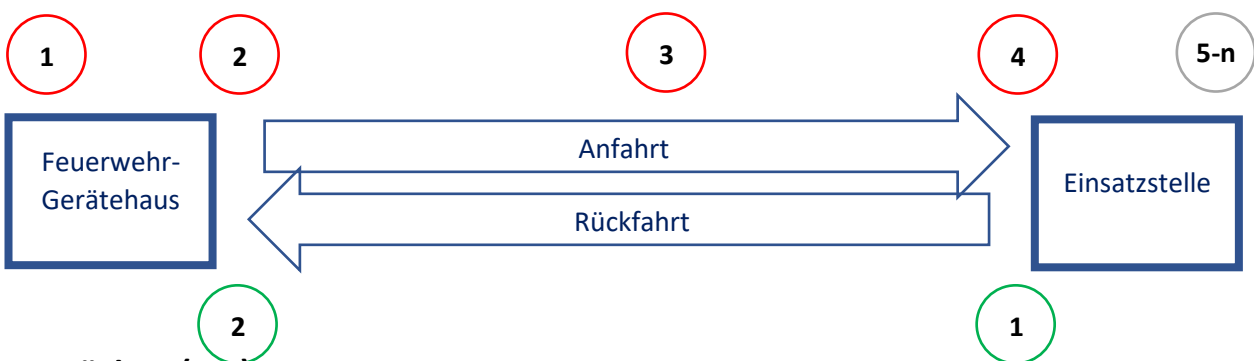 1
2
3
4
5-n
Feuerwehr-
Gerätehaus
Anfahrt
Rückfahrt
Einsatzstelle
2
1